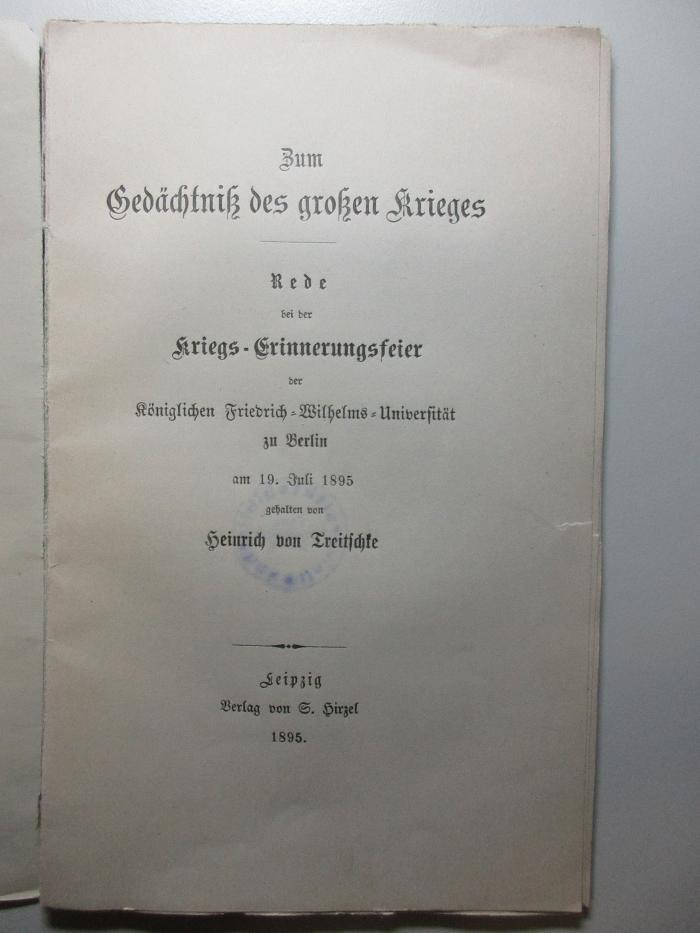 Zum
Gedächtniß des großen Krieges
Rede
bei der
Kriegs-Erinnerungsfeier
der
Königlichen Friedrich-Wilhelms-Universität
zu Berlin
am 19. Juli 1895
gehalten von
Heinrich von Treitschke
Leipzig
Verlag von S. Hirzel
1895.